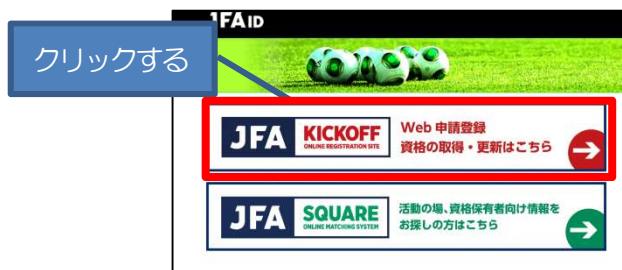 JFA ID
クリックする
JFA KICKOFF
ONLINE REGISTRATION SITE
Web 申請登録
資格の取得・更新はこちら
JFA SQUARE
ONLINE MATCHING SYSTEM
活動の場、資格保有者向け情報を
お探しの方はこちら